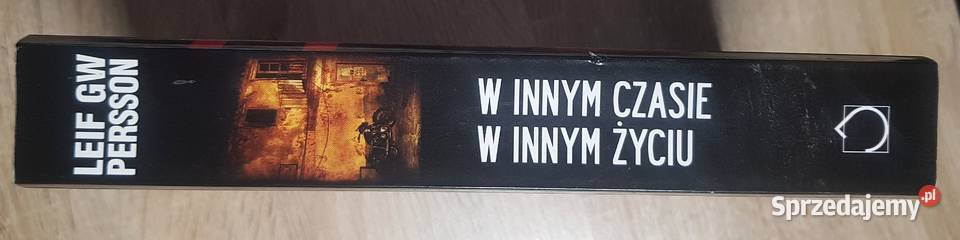 LEIF GW
PERSSON
W INNYM CZASIE
W INNYM ŻYCIU
Sprzedajemy.pl